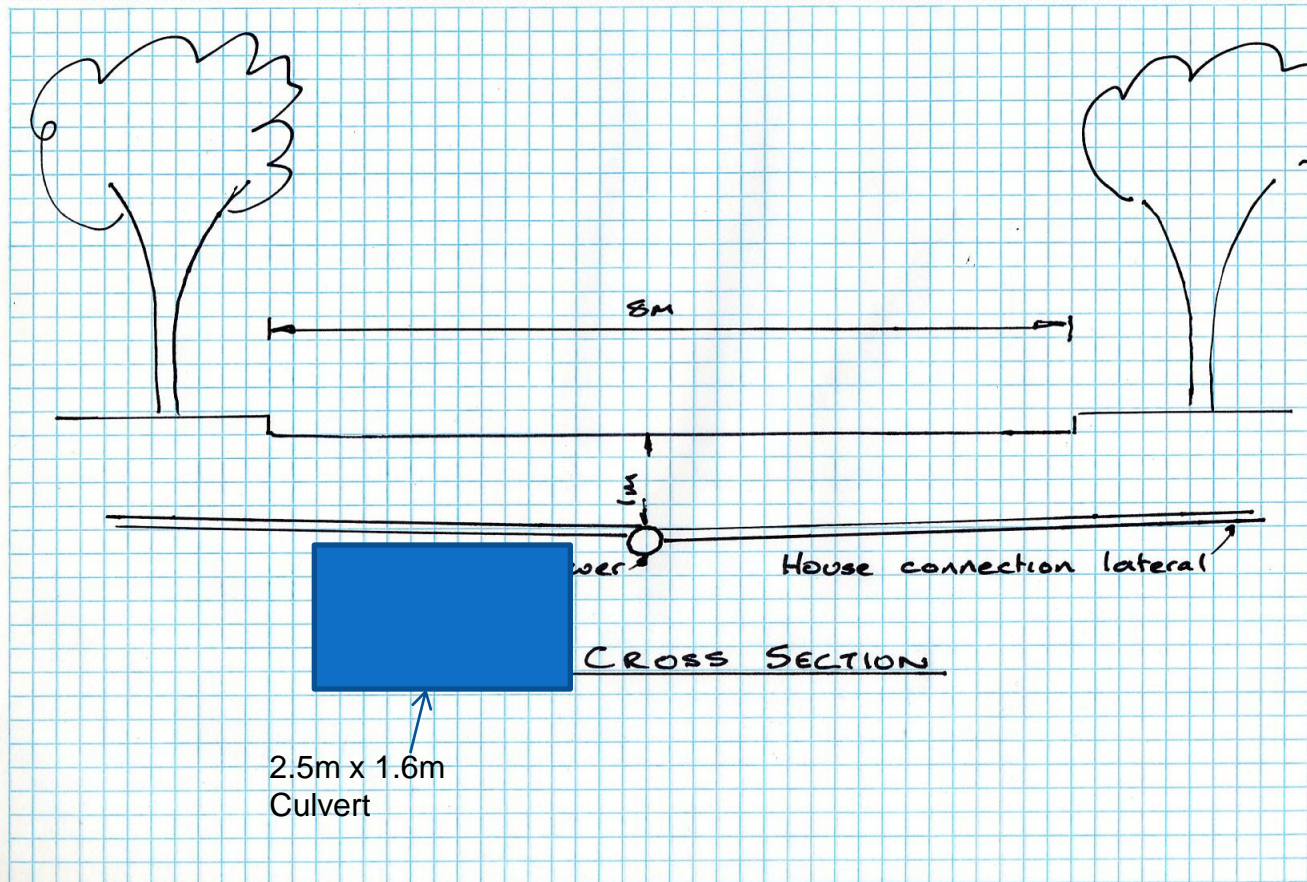 8M
1M
wer
House connection lateral
CROSS SECTION
2.5m x 1.6m
Culvert